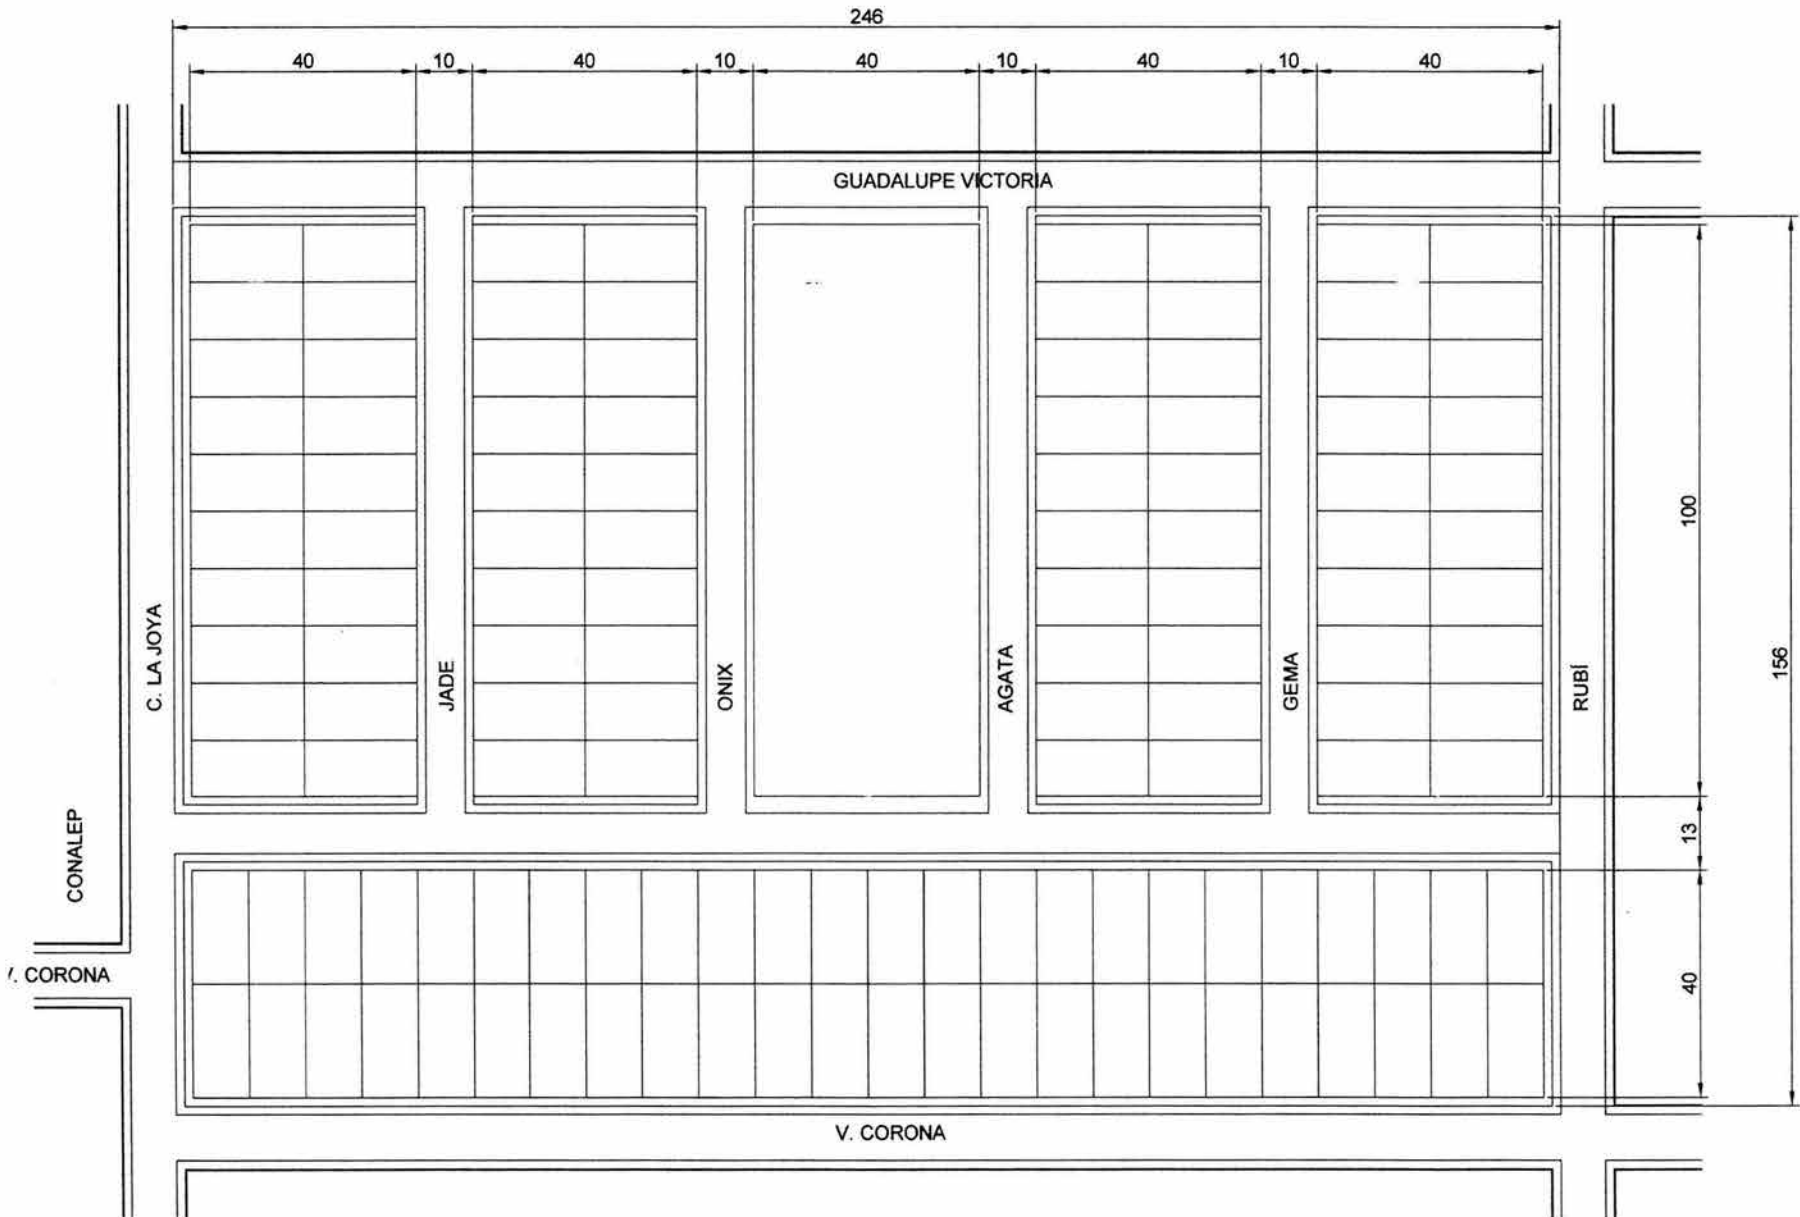 246
40 10 40 10 40 10 40 10 40
GUADALUPE VICTORIA
C. LA JOYA
JADE
ONIX
AGATA
GEMA
RUBÍ
100
156
13
CONALEP
40
. CORONA
V. CORONA